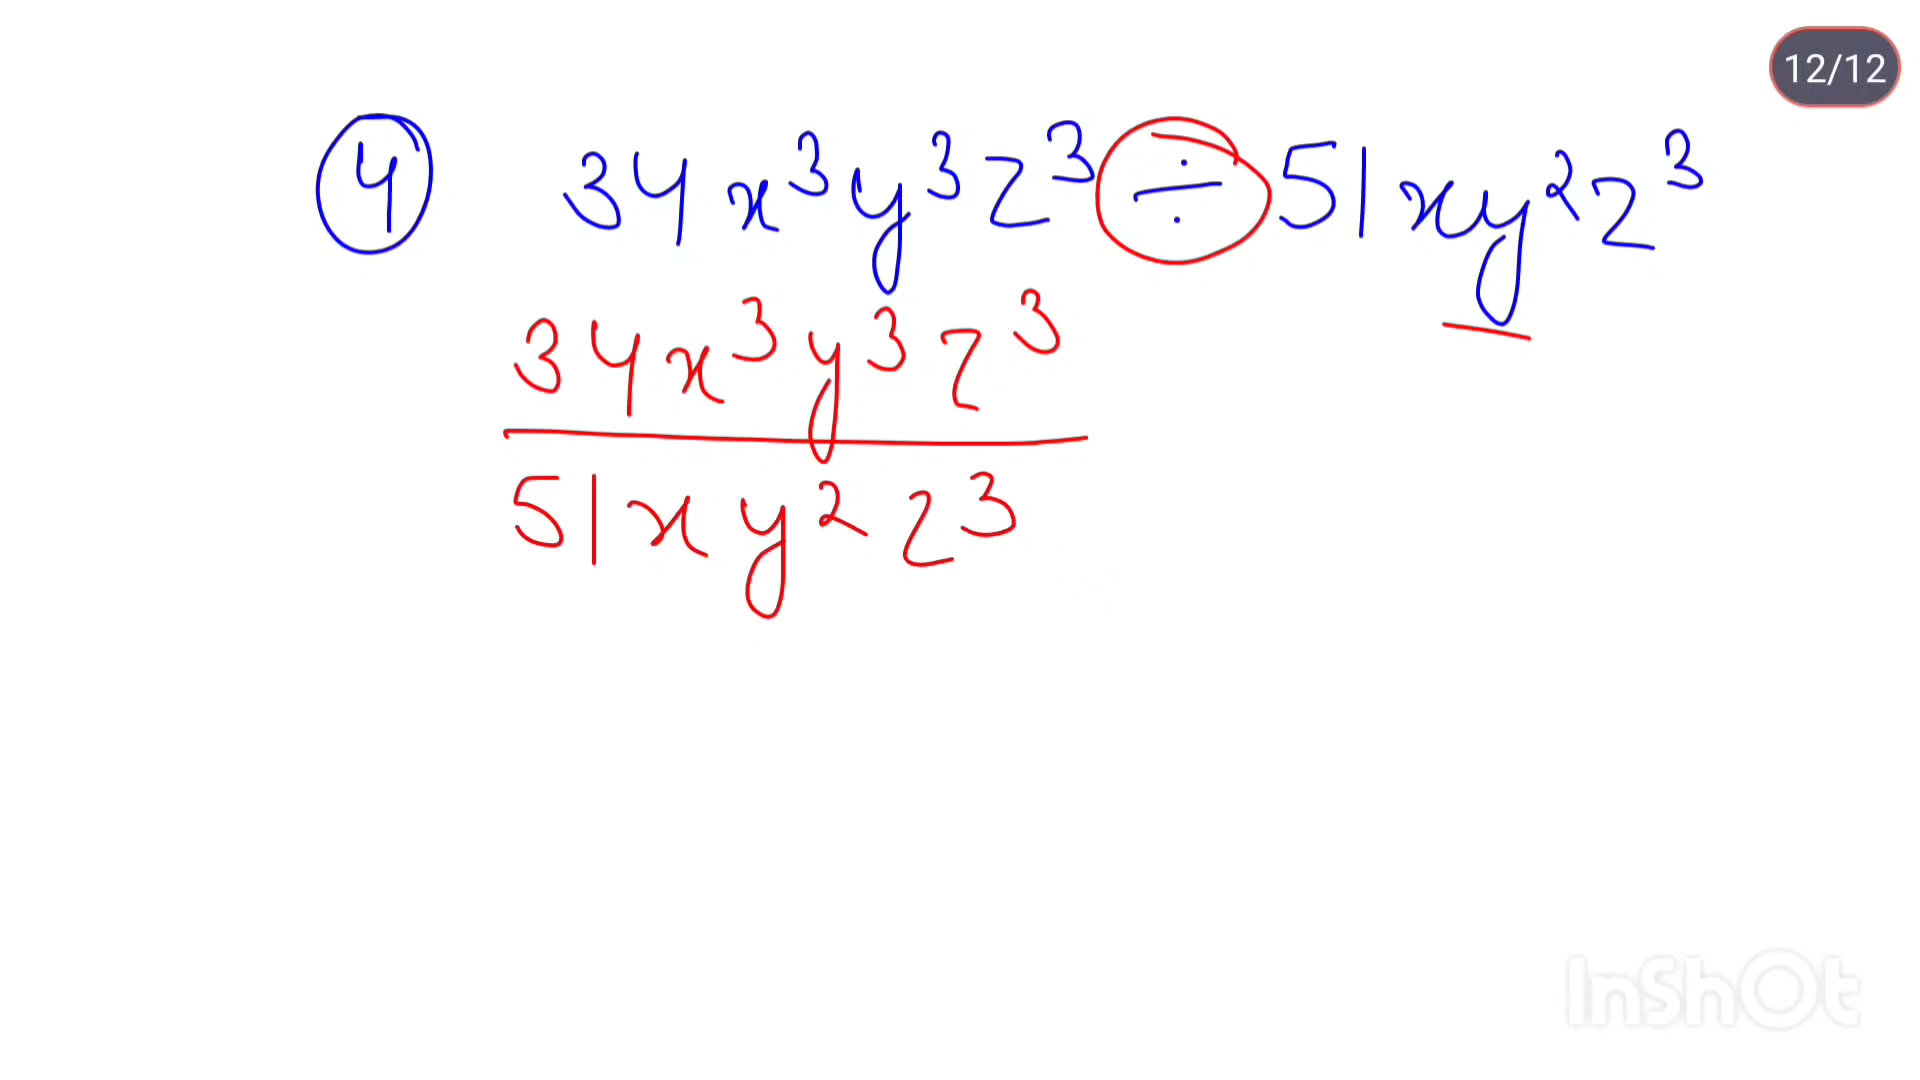 12/12
④ 34x³y³z³ ÷ 51xy²z³
34x³y³z³
51xy²z³
InShOt